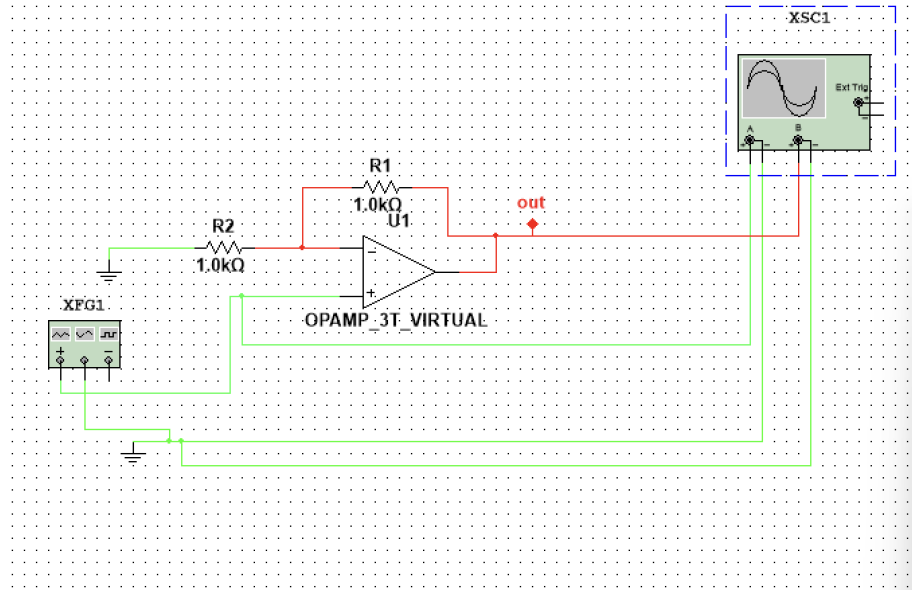 XSC1
Ext Trig
+
−
A
B
+ −
+ −
R1
1.0kΩ
U1
out
R2
1.0kΩ
−
+
OPAMP_3T_VIRTUAL
XFG1
+ −